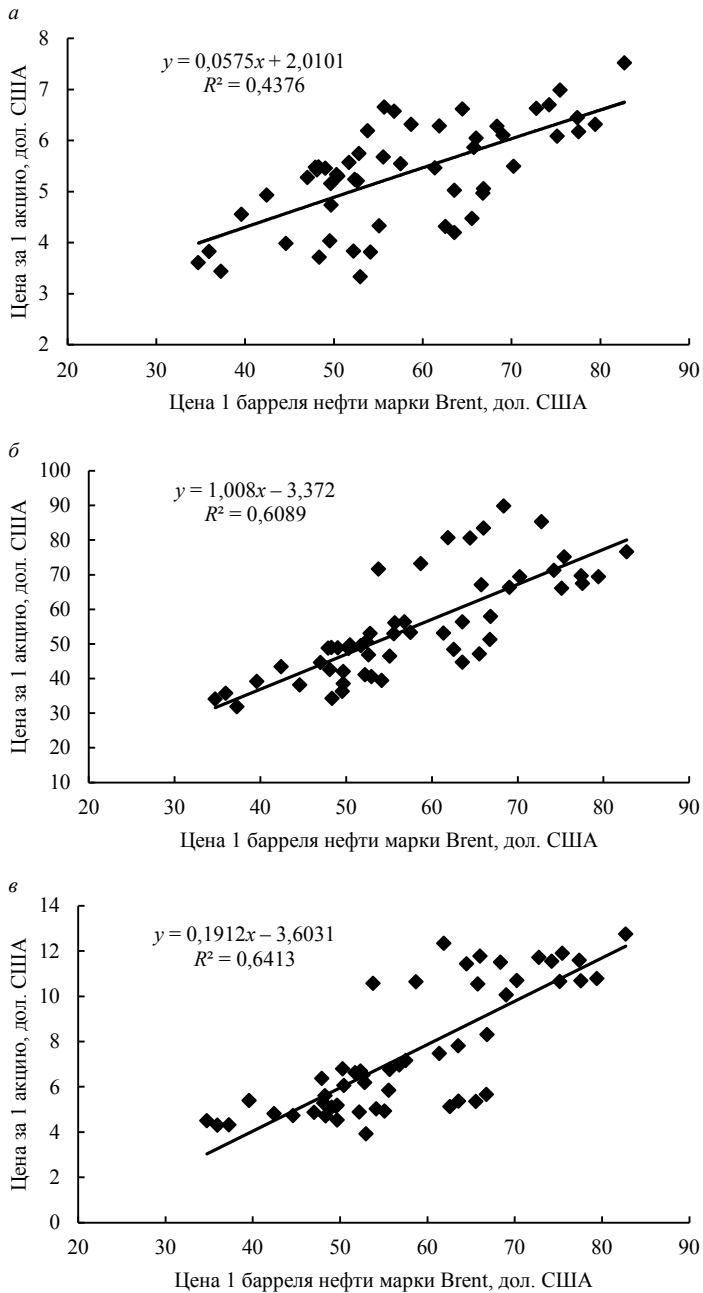 а
8
7
6
5
4
3
2
Цена за 1 акцию, дол. США
y = 0,0575x + 2,0101
R² = 0,4376
20 30 40 50 60 70 80 90
Цена 1 барреля нефти марки Brent, дол. США
б
100
90
80
70
60
50
40
30
20
10
Цена за 1 акцию, дол. США
y = 1,008x – 3,372
R² = 0,6089
20 30 40 50 60 70 80 90
Цена 1 барреля нефти марки Brent, дол. США
в
14
12
10
8
6
4
2
0
Цена за 1 акцию, дол. США
y = 0,1912x – 3,6031
R² = 0,6413
20 30 40 50 60 70 80 90
Цена 1 барреля нефти марки Brent, дол. США